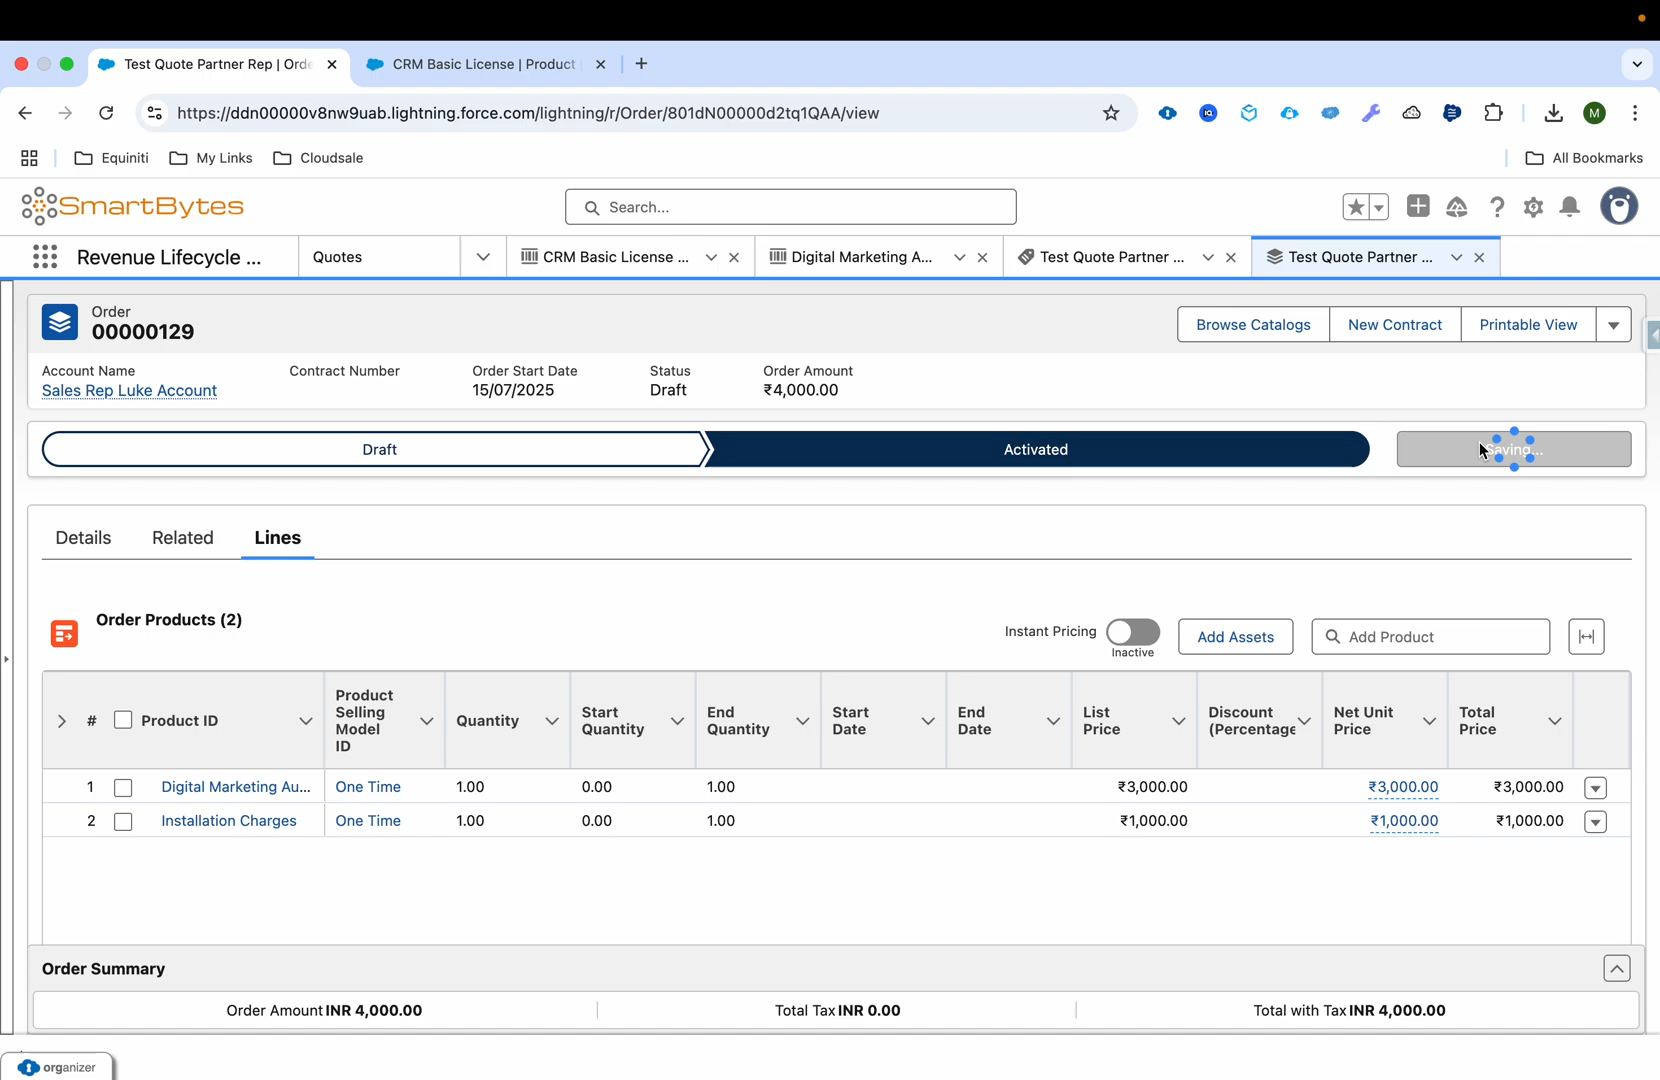 Test Quote Partner Rep | Orde
CRM Basic License | Product
https://ddn00000v8nw9uab.lightning.force.com/lightning/r/Order/801dN00000d2tq1QAA/view
M
Equiniti
My Links
Cloudsale
All Bookmarks
SmartBytes
Search...
Revenue Lifecycle ...
Quotes
CRM Basic License ...
Digital Marketing A...
Test Quote Partner ...
Test Quote Partner ...
Order
00000129
Browse Catalogs
New Contract
Printable View
Account Name
Contract Number
Order Start Date
Status
Order Amount
Sales Rep Luke Account
15/07/2025
Draft
₹4,000.00
Draft
Activated
Saving...
Details
Related
Lines
Order Products (2)
Instant Pricing
Inactive
Add Assets
Add Product
# Product ID
Product
Selling
Model
ID
Quantity
Start
Quantity
End
Quantity
Start
Date
End
Date
List
Price
Discount
(Percentage
Net Unit
Price
Total
Price
1 Digital Marketing Au... One Time 1.00 0.00 1.00 ₹3,000.00 ₹3,000.00 ₹3,000.00
2 Installation Charges One Time 1.00 0.00 1.00 ₹1,000.00 ₹1,000.00 ₹1,000.00
Order Summary
Order Amount INR 4,000.00
Total Tax INR 0.00
Total with Tax INR 4,000.00
organizer